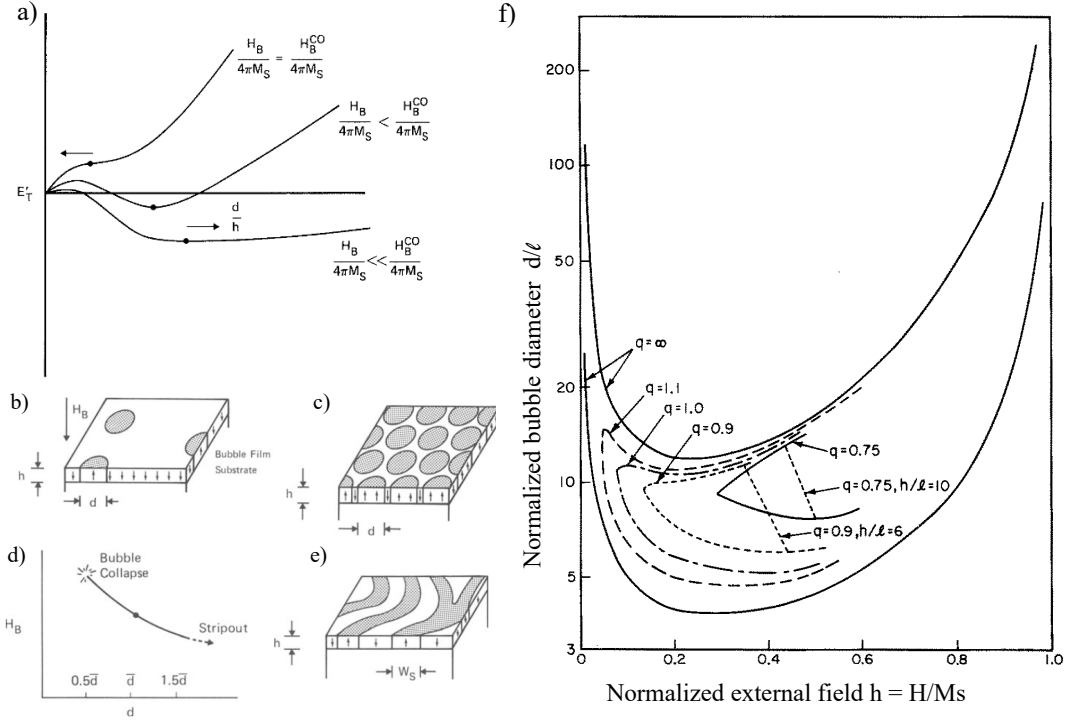 a)
H_B / 4πM_S = H_B^CO / 4πM_S
H_B / 4πM_S < H_B^CO / 4πM_S
E'_T
d / h
H_B / 4πM_S << H_B^CO / 4πM_S
b)
H_B
Bubble Film
Substrate
h
d
c)
h
d
d)
Bubble
Collapse
H_B
Stripout
0.5d̅ d̅ 1.5d̅
d
e)
h
W_S
f)
Normalized bubble diameter d/ℓ
200
100
50
20
10
5
3
q=∞
q=1.1
q=1.0
q=0.9
q=0.75
q=0.75, h/ℓ=10
q=0.9, h/ℓ=6
0 0.2 0.4 0.6 0.8 1.0
Normalized external field h = H/Ms